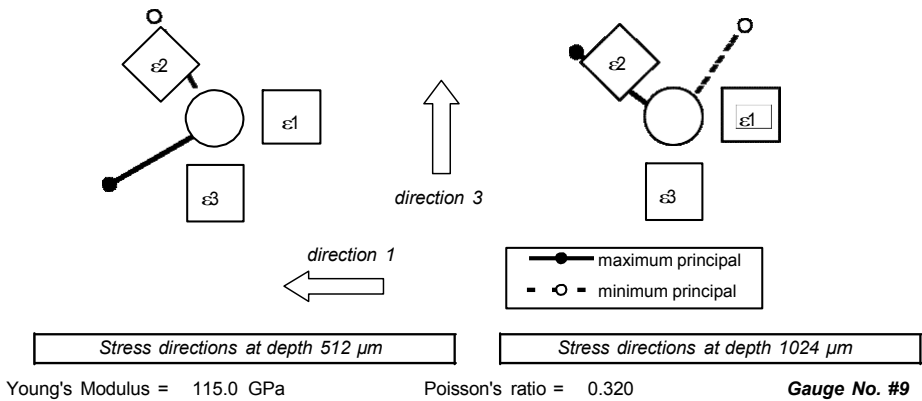 ε2
ε1
ε3
direction 3
direction 1
ε2
ε1
ε3
maximum principal
minimum principal
Stress directions at depth 512 µm
Stress directions at depth 1024 µm
Young's Modulus = 115.0 GPa Poisson's ratio = 0.320 Gauge No. #9